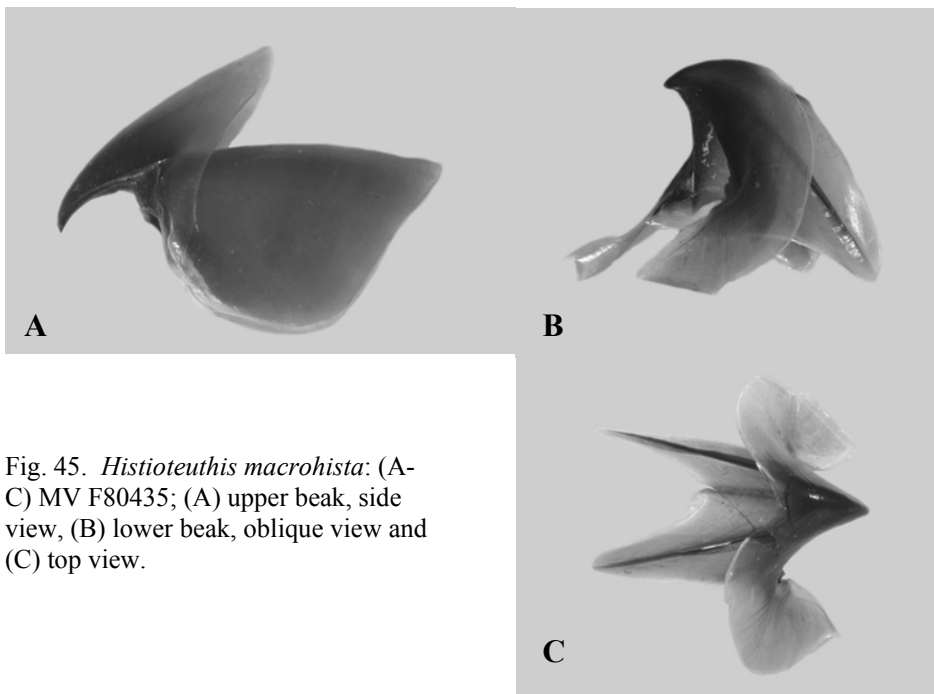 A
B
Fig. 45. Histioteuthis macrohista: (A-
C) MV F80435; (A) upper beak, side
view, (B) lower beak, oblique view and
(C) top view.
C